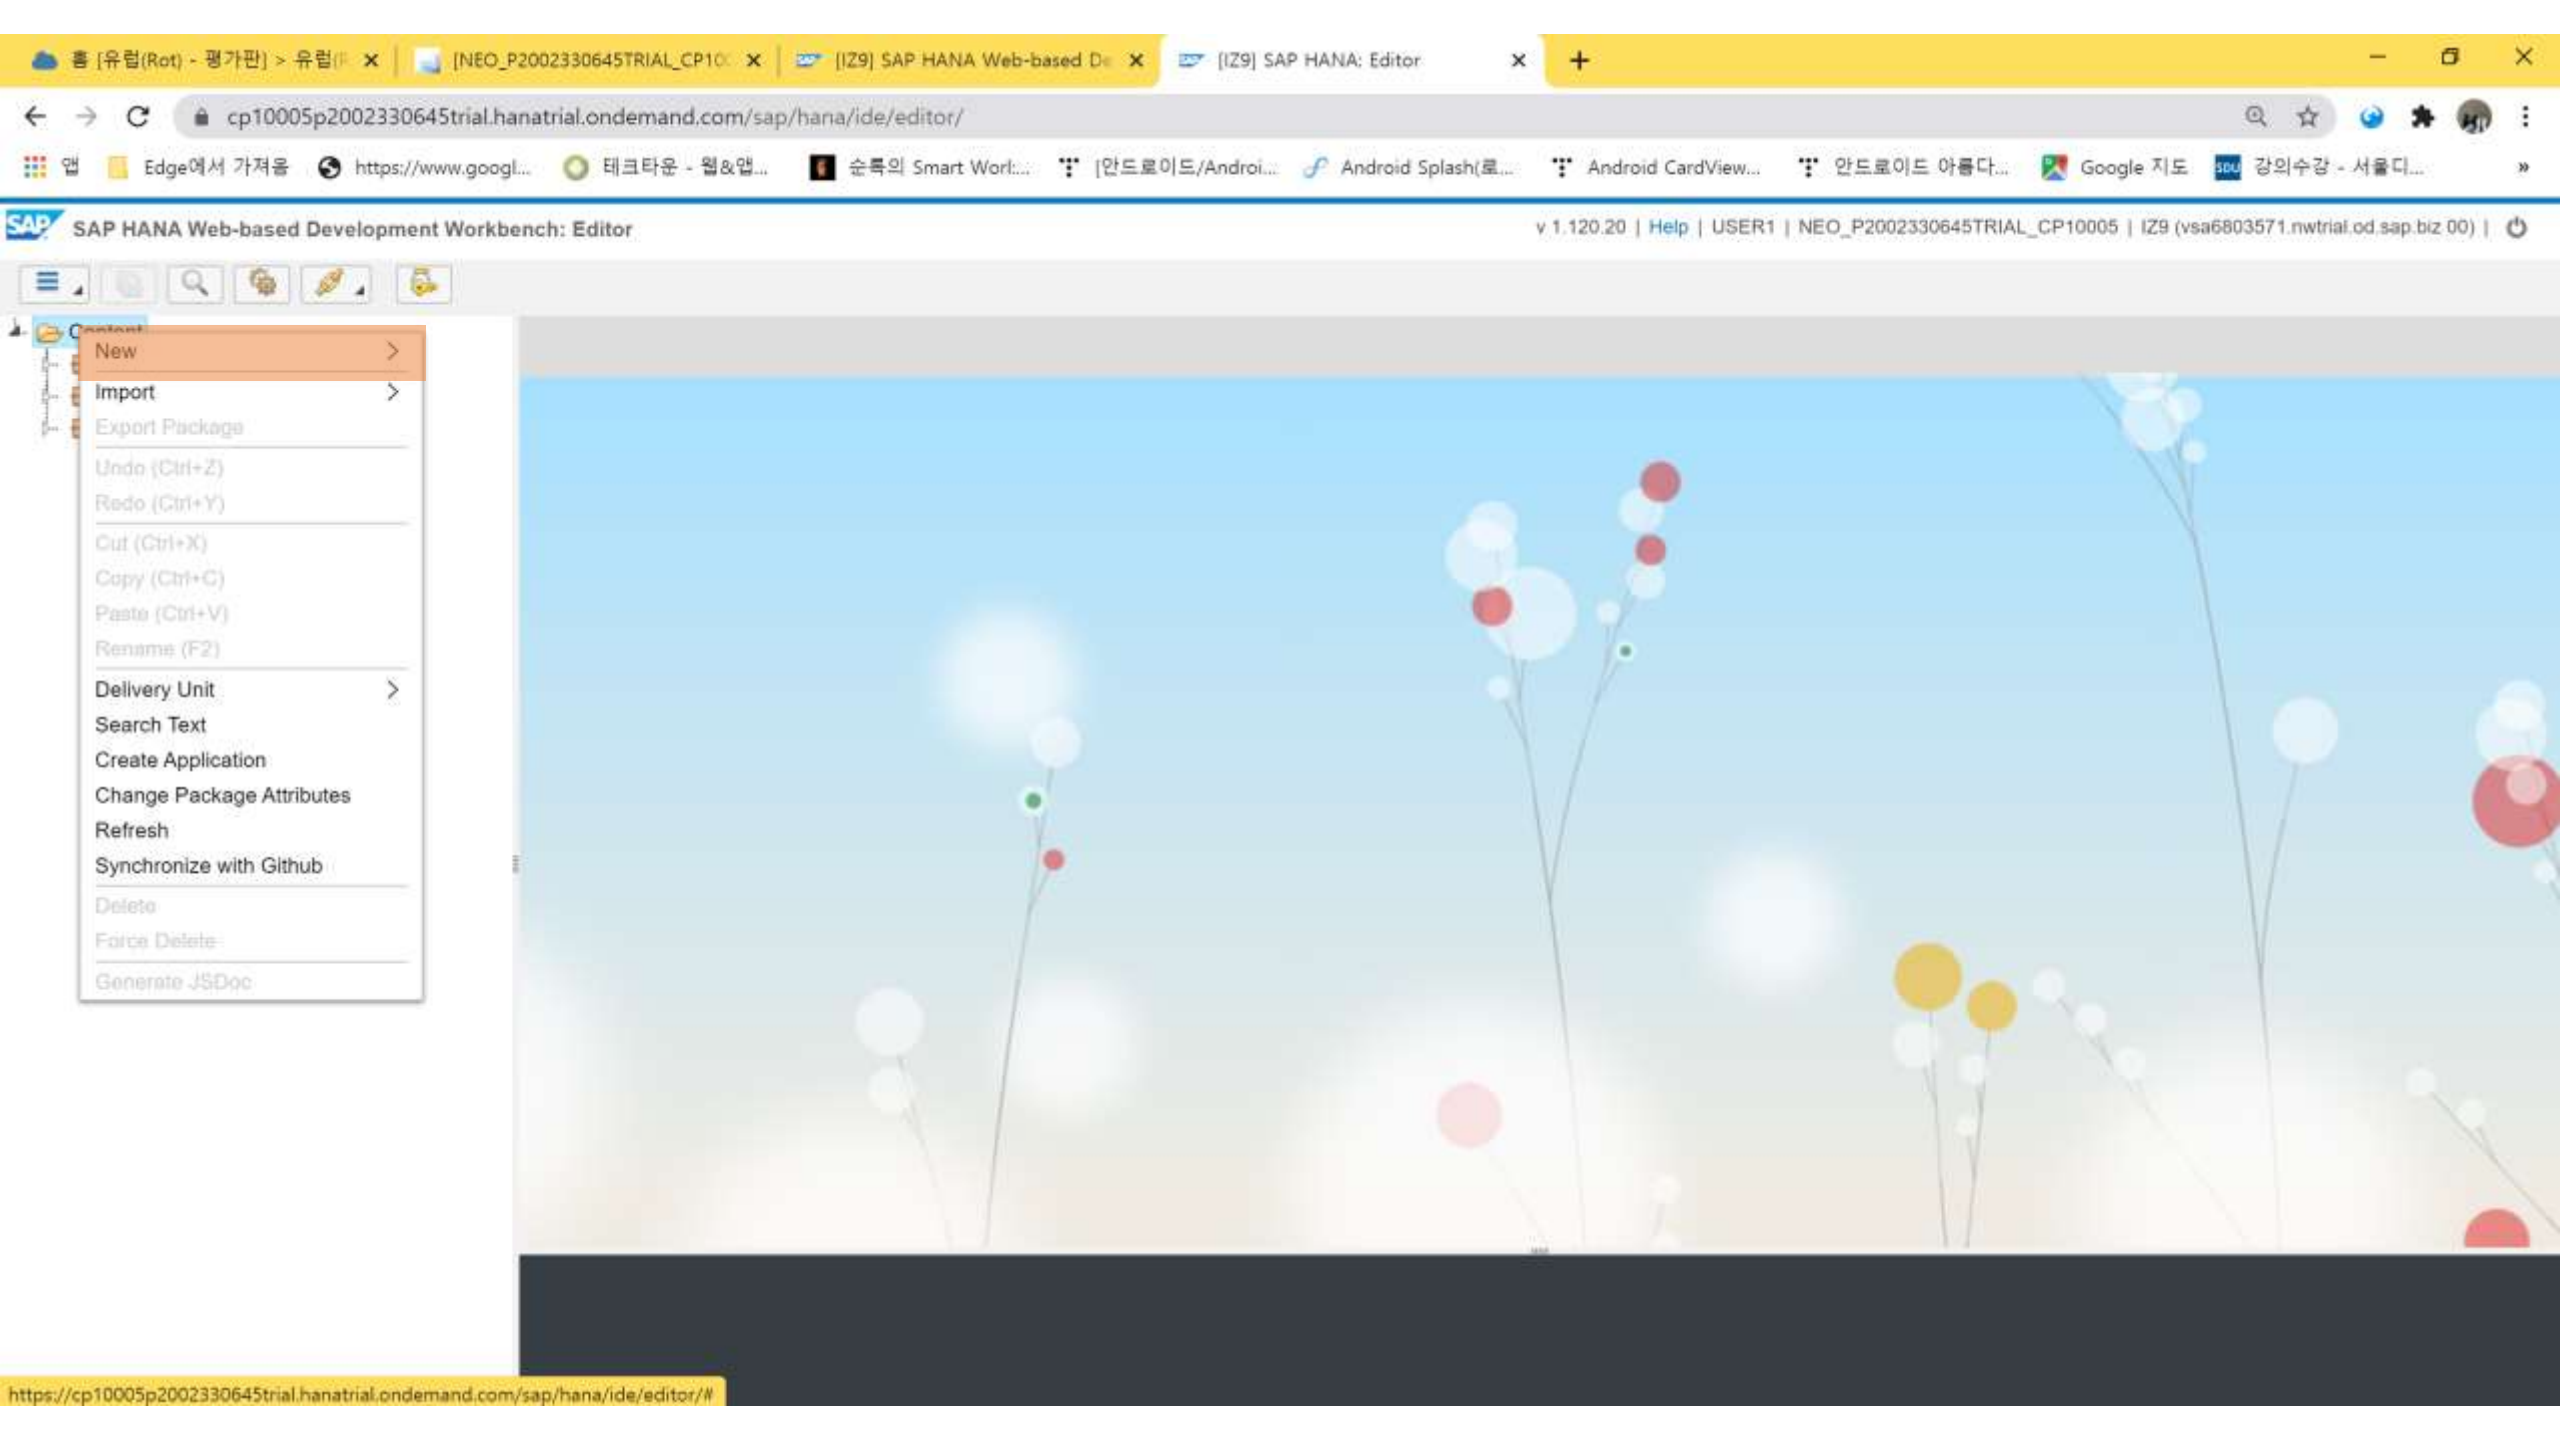 홈 [유럽(Rot) - 평가판] > 유럽(R
[NEO_P2002330645TRIAL_CP10
[IZ9] SAP HANA Web-based De
[IZ9] SAP HANA: Editor
cp10005p2002330645trial.hanatrial.ondemand.com/sap/hana/ide/editor/
앱
Edge에서 가져옴
https://www.googl...
테크타운 - 웹&앱...
순록의 Smart Worl:...
[안드로이드/Androi...
Android Splash(로...
Android CardView...
안드로이드 아름다...
Google 지도
SDU 강의수강 - 서울디...
»
SAP SAP HANA Web-based Development Workbench: Editor
v 1.120.20 | Help | USER1 | NEO_P2002330645TRIAL_CP10005 | IZ9 (vsa6803571.nwtrial.od.sap.biz 00) |
Content
New
Import
Export Package
Undo (Ctrl+Z)
Redo (Ctrl+Y)
Cut (Ctrl+X)
Copy (Ctrl+C)
Paste (Ctrl+V)
Rename (F2)
Delivery Unit
Search Text
Create Application
Change Package Attributes
Refresh
Synchronize with Github
Delete
Force Delete
Generate JSDoc
https://cp10005p2002330645trial.hanatrial.ondemand.com/sap/hana/ide/editor/#